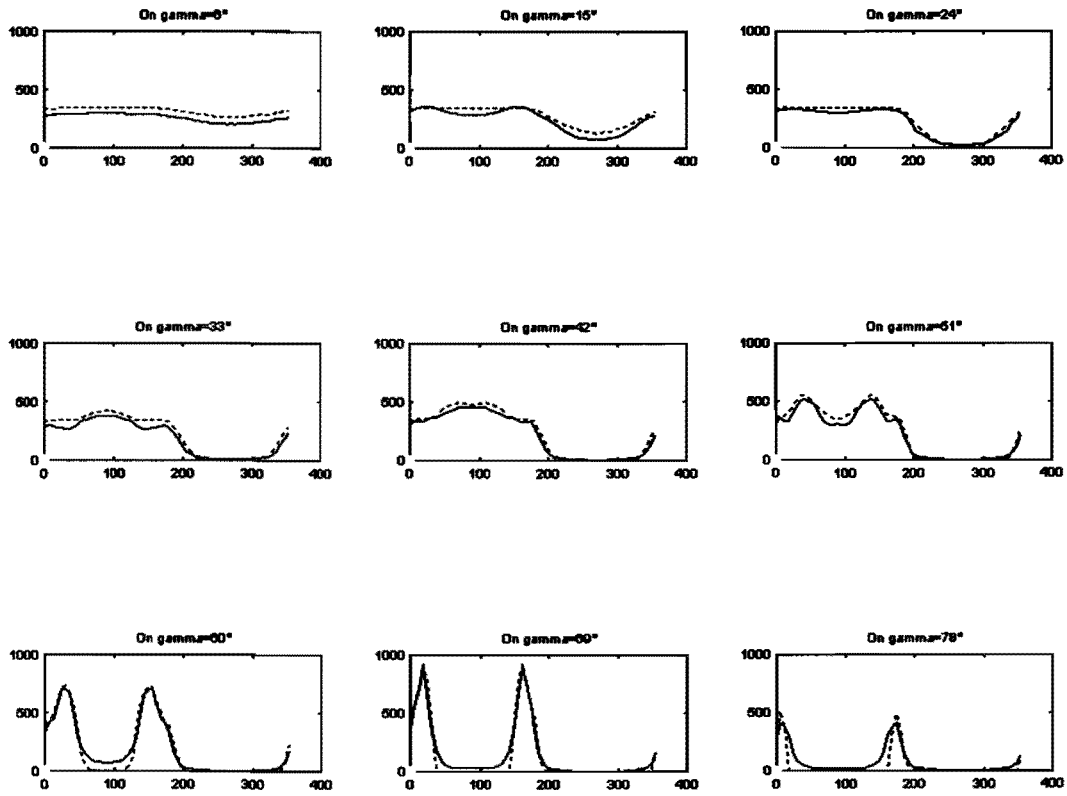 On gamma=6° On gamma=15° On gamma=24°
1000 1000 1000
500 500 500
0 0 0
0 100 200 300 400 0 100 200 300 400 0 100 200 300 400
On gamma=33° On gamma=42° On gamma=51°
1000 1000 1000
500 500 500
0 0 0
0 100 200 300 400 0 100 200 300 400 0 100 200 300 400
On gamma=60° On gamma=69° On gamma=78°
1000 1000 1000
500 500 500
0 0 0
0 100 200 300 400 0 100 200 300 400 0 100 200 300 400